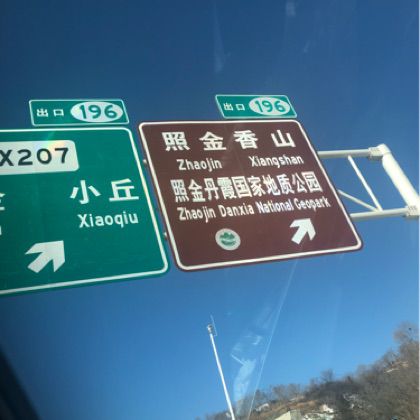 出口 196
X207
小丘
Xiaoqiu
出口 196
照金香山
Zhaojin Xiangshan
照金丹霞国家地质公园
Zhaojin Danxia National Geopark